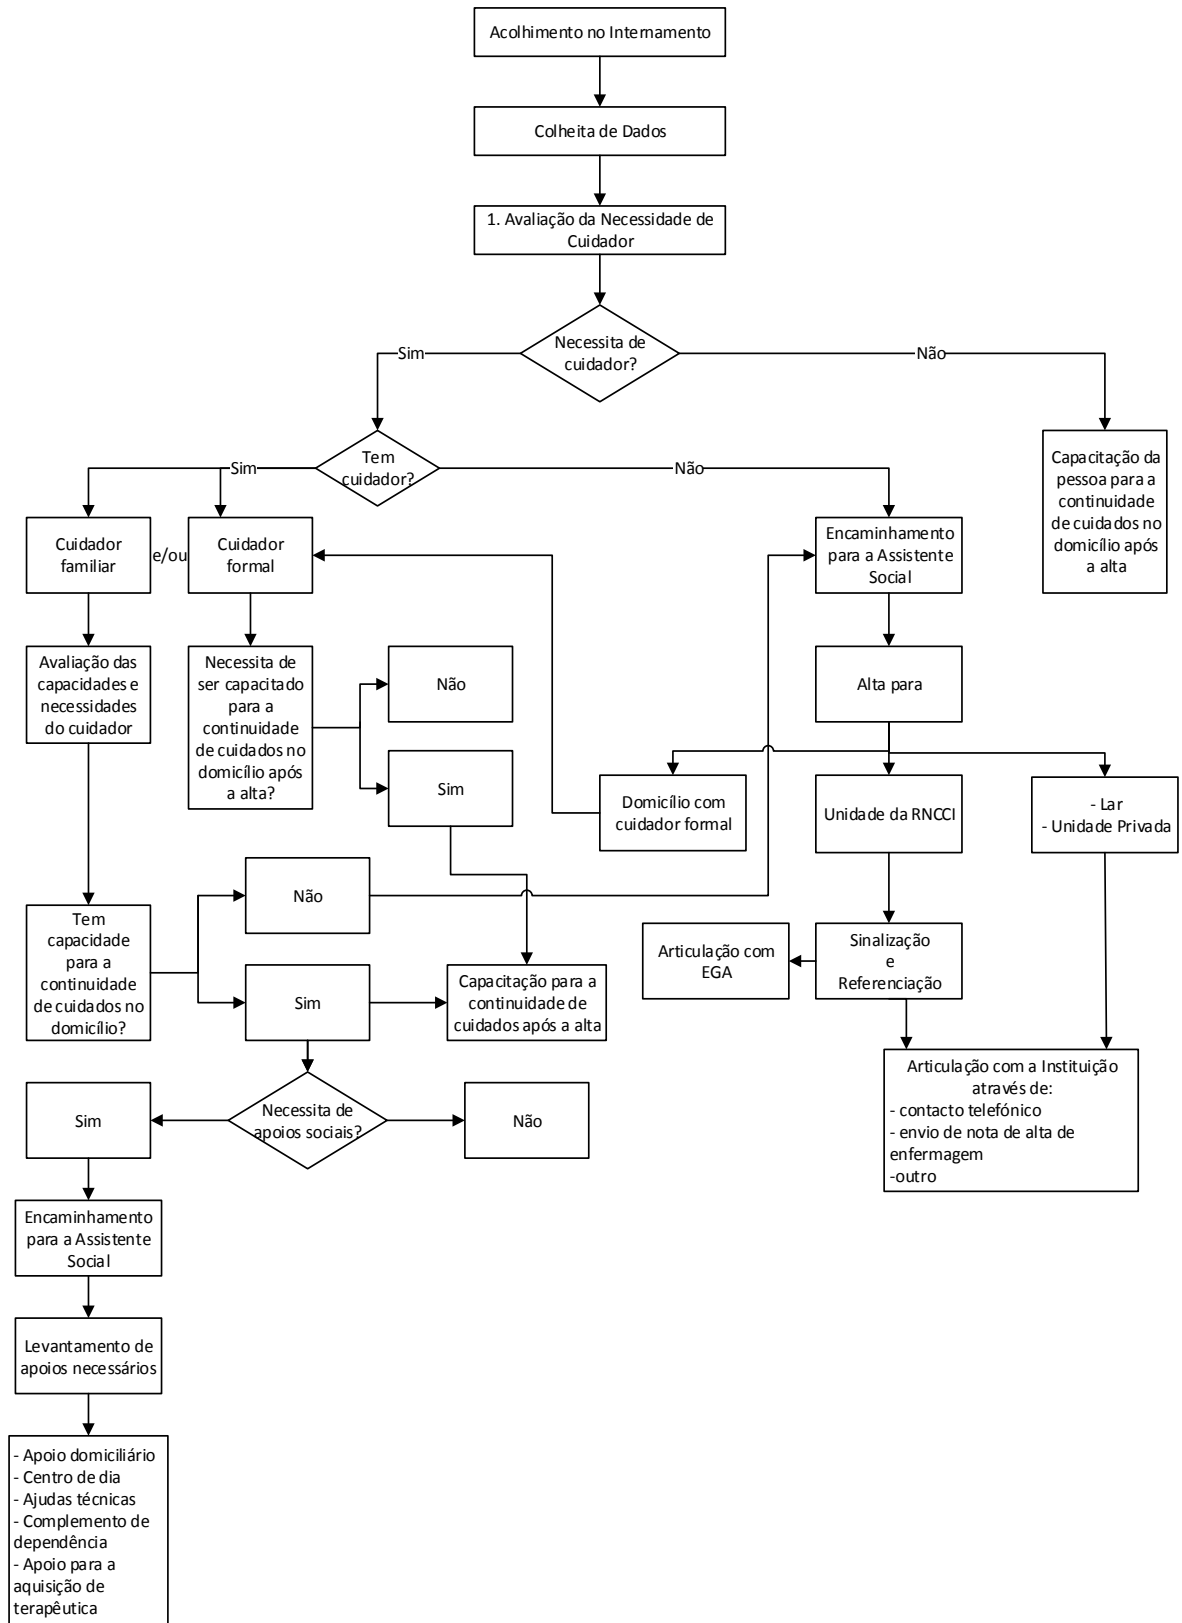 Acolhimento no Internamento
Colheita de Dados
1. Avaliação da Necessidade de
Cuidador
Necessita de
cuidador?
Sim
Não
Tem
cuidador?
Sim
Não
Capacitação da
pessoa para a
continuidade
de cuidados no
domicílio após
a alta
Cuidador
familiar
e/ou
Cuidador
formal
Encaminhamento
para a Assistente
Social
Avaliação das
capacidades e
necessidades
do cuidador
Necessita de
ser capacitado
para a
continuidade
de cuidados no
domicílio após
a alta?
Não
Sim
Alta para
Domicílio com
cuidador formal
Unidade da RNCCI
- Lar
- Unidade Privada
Tem
capacidade
para a
continuidade
de cuidados no
domicílio?
Não
Sim
Capacitação para a
continuidade de
cuidados após a alta
Articulação com
EGA
Sinalização
e
Referenciação
Articulação com a Instituição
através de:
- contacto telefónico
- envio de nota de alta de
enfermagem
-outro
Necessita de
apoios sociais?
Sim
Não
Encaminhamento
para a Assistente
Social
Levantamento de
apoios necessários
- Apoio domiciliário
- Centro de dia
- Ajudas técnicas
- Complemento de
dependência
- Apoio para a
aquisição de
terapêutica